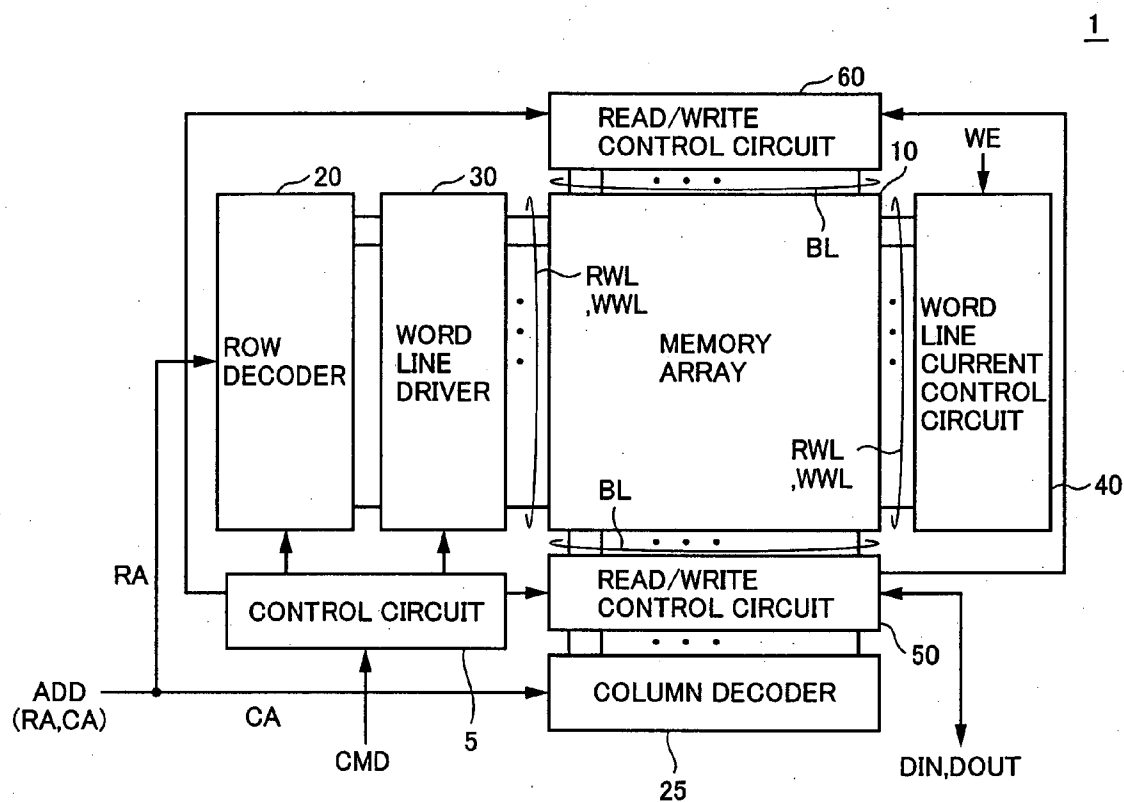 1
60
READ/WRITE
CONTROL CIRCUIT
WE
20
30
10
BL
RWL
,WWL
ROW
DECODER
WORD
LINE
DRIVER
MEMORY
ARRAY
WORD
LINE
CURRENT
CONTROL
CIRCUIT
RWL
,WWL
BL
40
RA
CONTROL CIRCUIT
READ/WRITE
CONTROL CIRCUIT
50
ADD
(RA,CA)
CA
5
COLUMN DECODER
CMD
25
DIN,DOUT